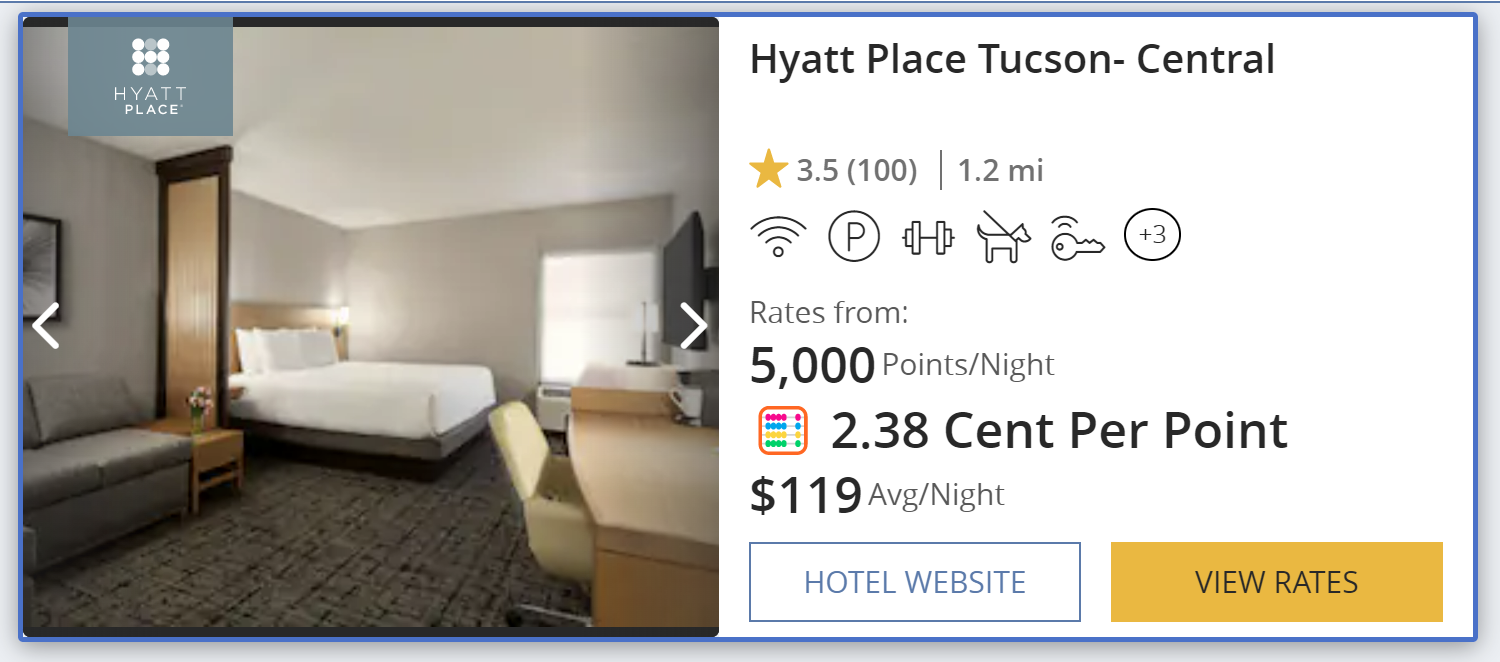 HYATT
PLACE
Hyatt Place Tucson- Central
3.5 (100) 1.2 mi
P +3
Rates from:
5,000 Points/Night
2.38 Cent Per Point
$119 Avg/Night
HOTEL WEBSITE VIEW RATES